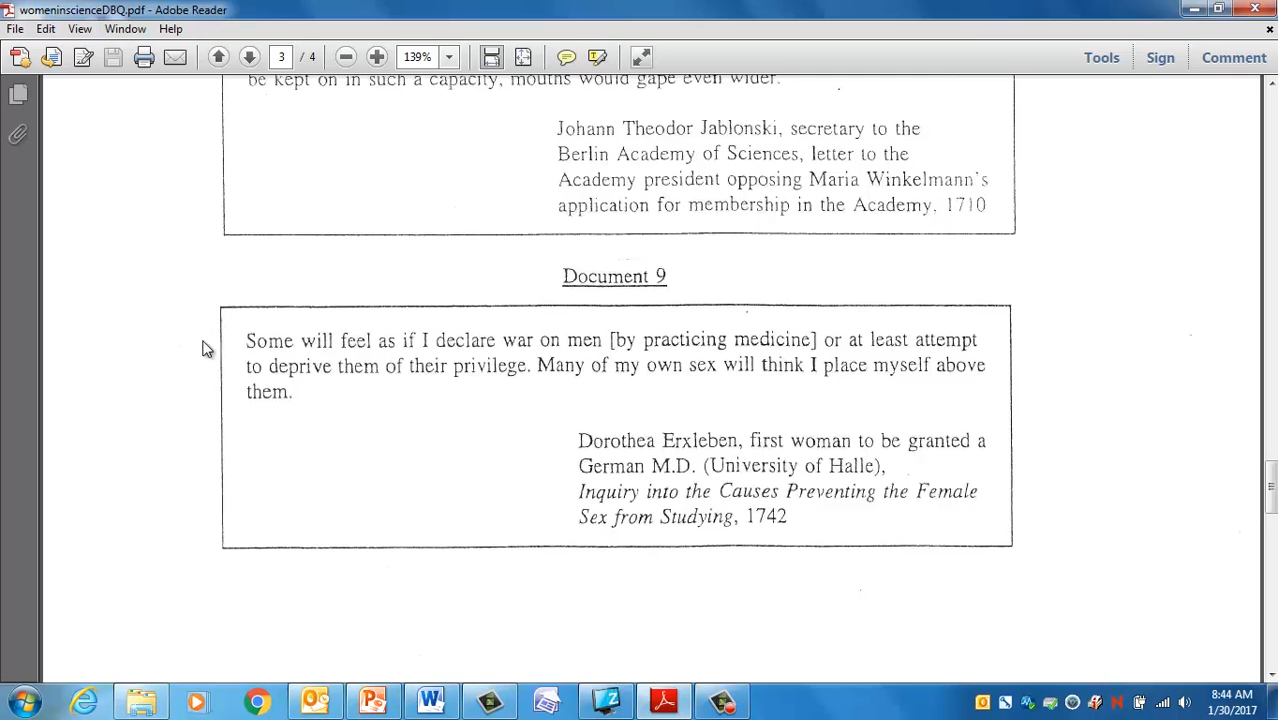 womeninscienceDBQ.pdf - Adobe Reader
File Edit View Window Help
3 / 4 139% Tools Sign Comment
be kept on in such a capacity, mouths would gape even wider.
Johann Theodor Jablonski, secretary to the
Berlin Academy of Sciences, letter to the
Academy president opposing Maria Winkelmann's
application for membership in the Academy, 1710
Document 9
Some will feel as if I declare war on men [by practicing medicine] or at least attempt
to deprive them of their privilege. Many of my own sex will think I place myself above
them.
Dorothea Erxleben, first woman to be granted a
German M.D. (University of Halle),
Inquiry into the Causes Preventing the Female
Sex from Studying, 1742
8:44 AM
1/30/2017